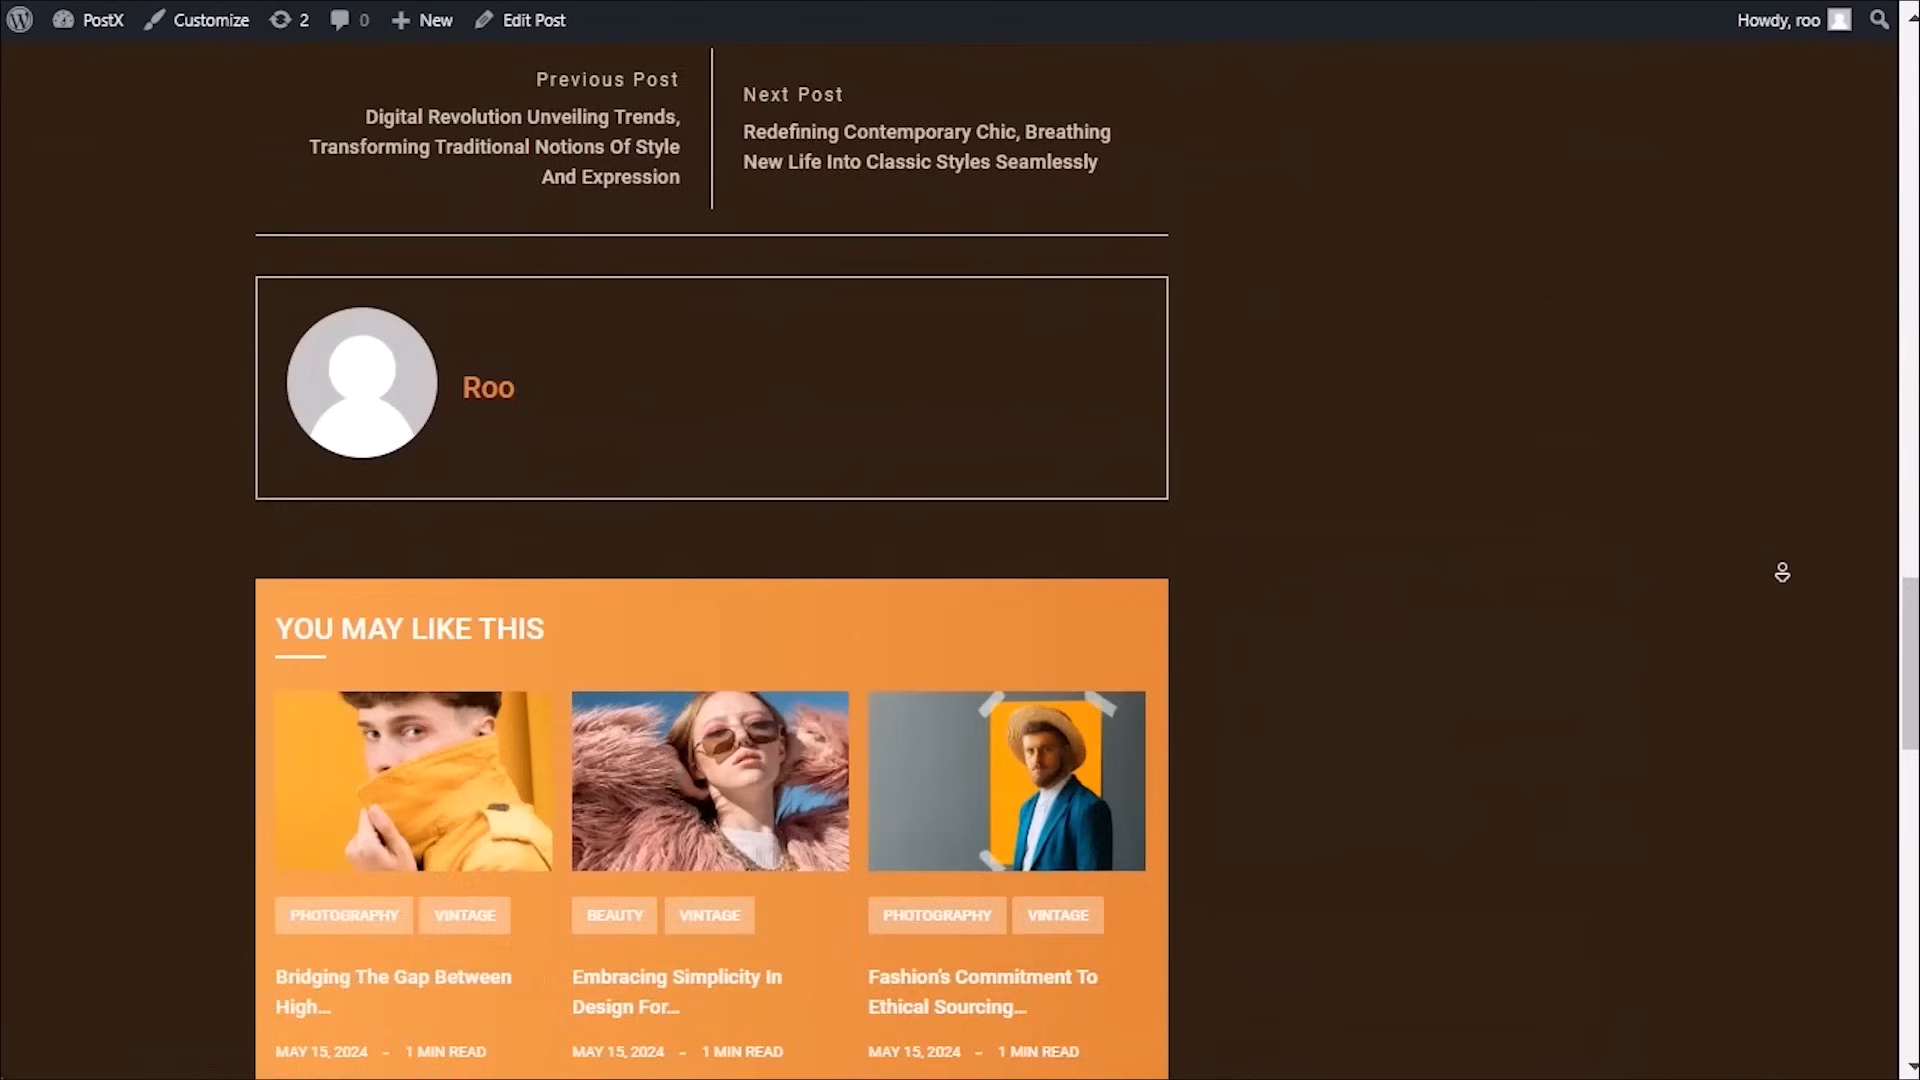 PostX Customize 2 0 New Edit Post Howdy, roo
Previous Post
Digital Revolution Unveiling Trends,
Transforming Traditional Notions Of Style
And Expression
Next Post
Redefining Contemporary Chic, Breathing
New Life Into Classic Styles Seamlessly
Roo
YOU MAY LIKE THIS
PHOTOGRAPHY VINTAGE
Bridging The Gap Between
High...
MAY 15, 2024 - 1 MIN READ
BEAUTY VINTAGE
Embracing Simplicity In
Design For...
MAY 15, 2024 - 1 MIN READ
PHOTOGRAPHY VINTAGE
Fashion's Commitment To
Ethical Sourcing...
MAY 15, 2024 - 1 MIN READ